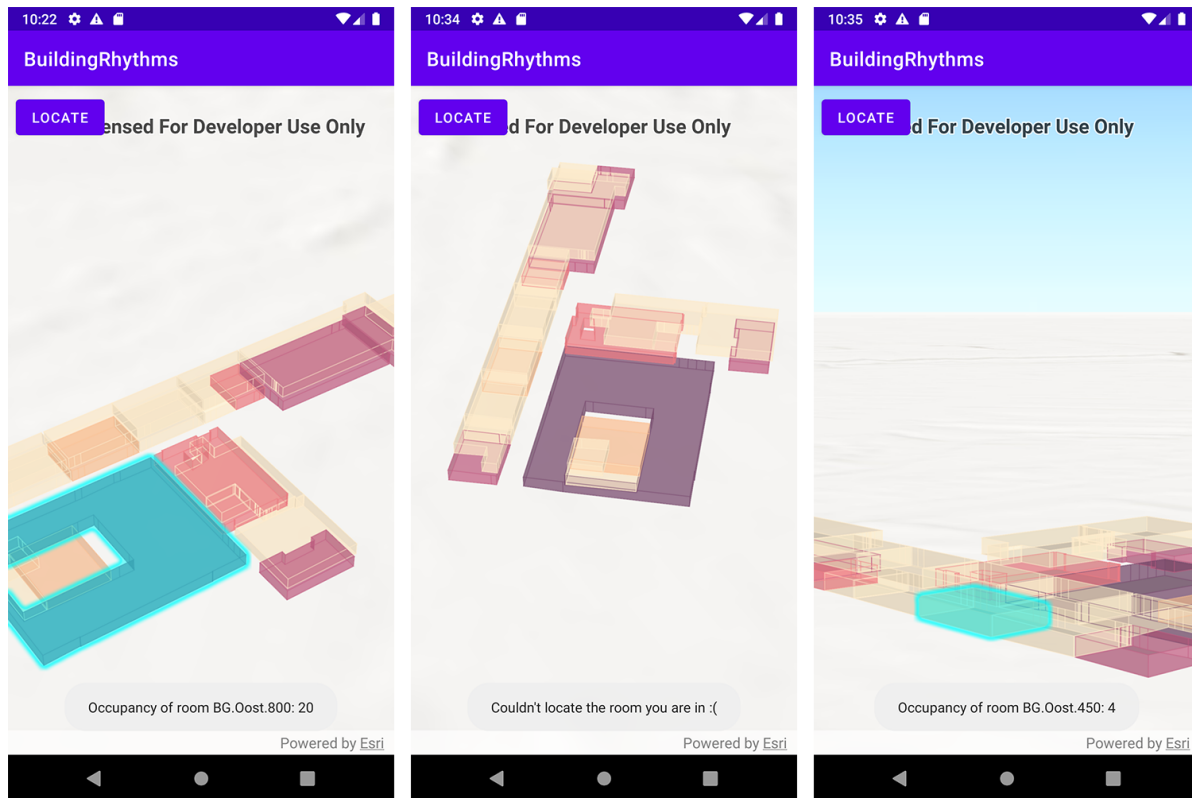 10:22
BuildingRhythms
LOCATE
ensed For Developer Use Only
Occupancy of room BG.Oost.800: 20
Powered by Esri
10:34
BuildingRhythms
LOCATE
d For Developer Use Only
Couldn't locate the room you are in :(
Powered by Esri
10:35
BuildingRhythms
LOCATE
d For Developer Use Only
Occupancy of room BG.Oost.450: 4
Powered by Esri